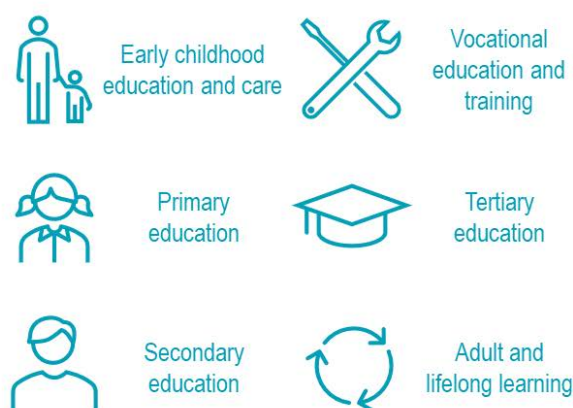 Early childhood
education and care
Vocational
education and
training
Primary
education
Tertiary
education
Secondary
education
Adult and
lifelong learning